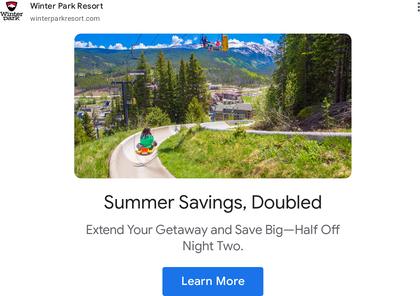 Winter Park Resort
winterparkresort.com
Winter
park
Summer Savings, Doubled
Extend Your Getaway and Save Big—Half Off
Night Two.
Learn More